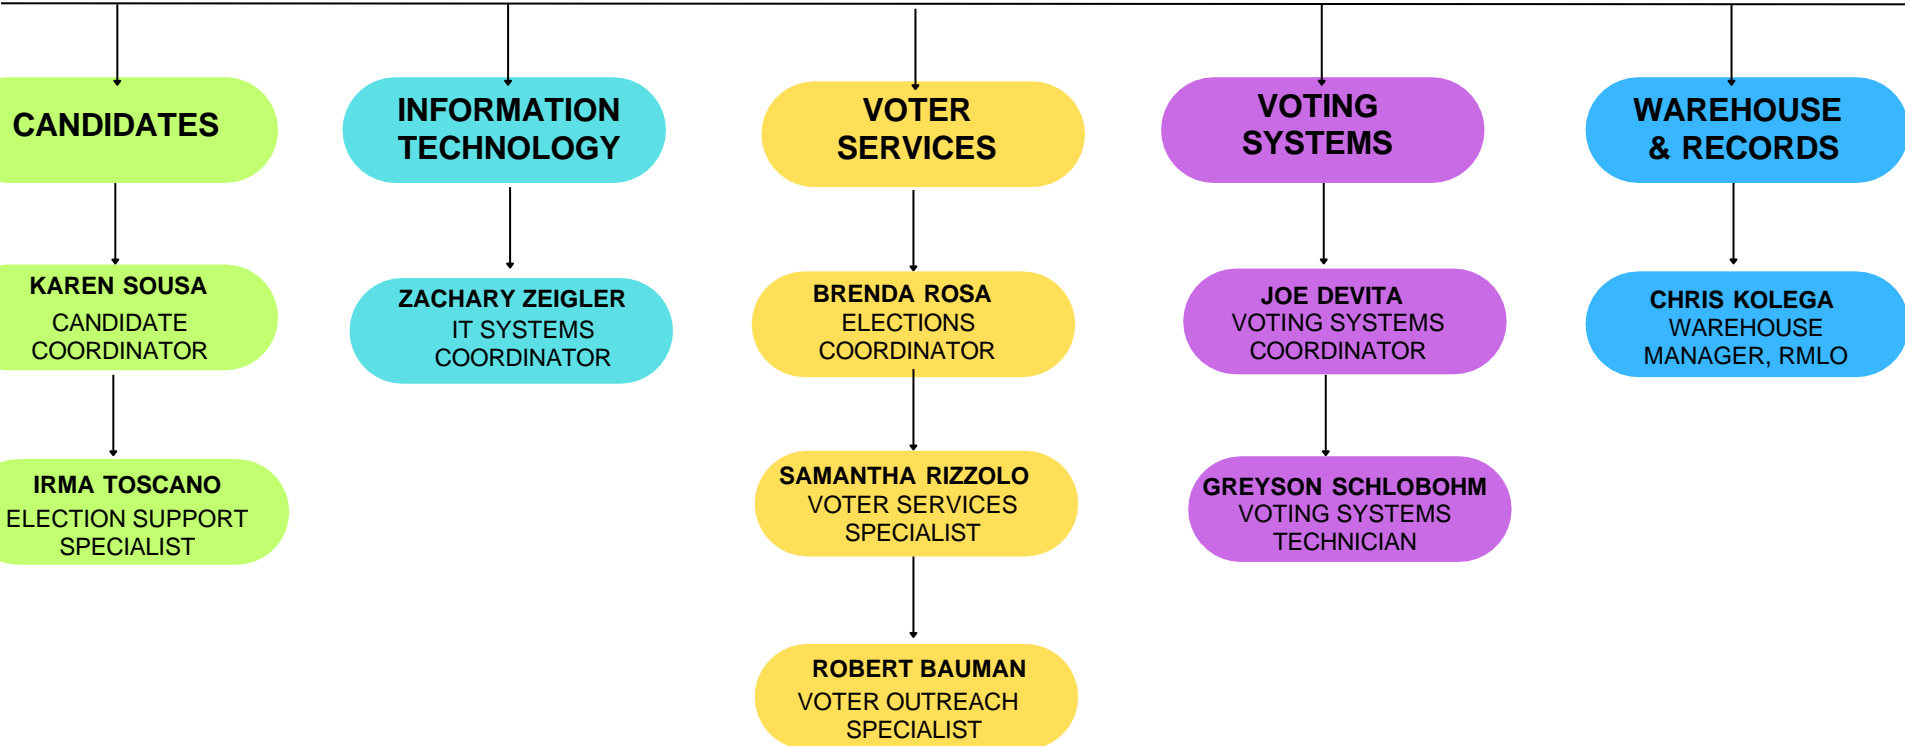 CANDIDATES
KAREN SOUSA
CANDIDATE
COORDINATOR
IRMA TOSCANO
ELECTION SUPPORT
SPECIALIST
INFORMATION
TECHNOLOGY
ZACHARY ZEIGLER
IT SYSTEMS
COORDINATOR
VOTER
SERVICES
BRENDA ROSA
ELECTIONS
COORDINATOR
SAMANTHA RIZZOLO
VOTER SERVICES
SPECIALIST
ROBERT BAUMAN
VOTER OUTREACH
SPECIALIST
VOTING
SYSTEMS
JOE DEVITA
VOTING SYSTEMS
COORDINATOR
GREYSON SCHLOBOHM
VOTING SYSTEMS
TECHNICIAN
WAREHOUSE
& RECORDS
CHRIS KOLEGA
WAREHOUSE
MANAGER, RMLO